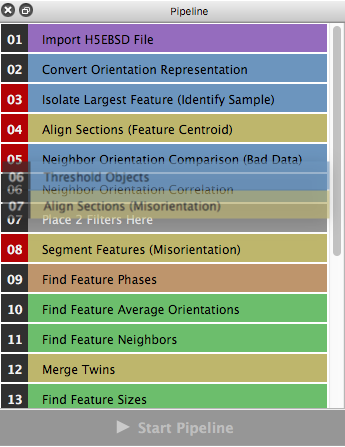 Pipeline
01 Import H5EBSD File
02 Convert Orientation Representation
03 Isolate Largest Feature (Identify Sample)
04 Align Sections (Feature Centroid)
05 Neighbor Orientation Comparison (Bad Data)
06 Threshold Objects
06 Neighbor Orientation Correlation
07 Align Sections (Misorientation)
07 Place 2 Filters Here
08 Segment Features (Misorientation)
09 Find Feature Phases
10 Find Feature Average Orientations
11 Find Feature Neighbors
12 Merge Twins
13 Find Feature Sizes
Start Pipeline